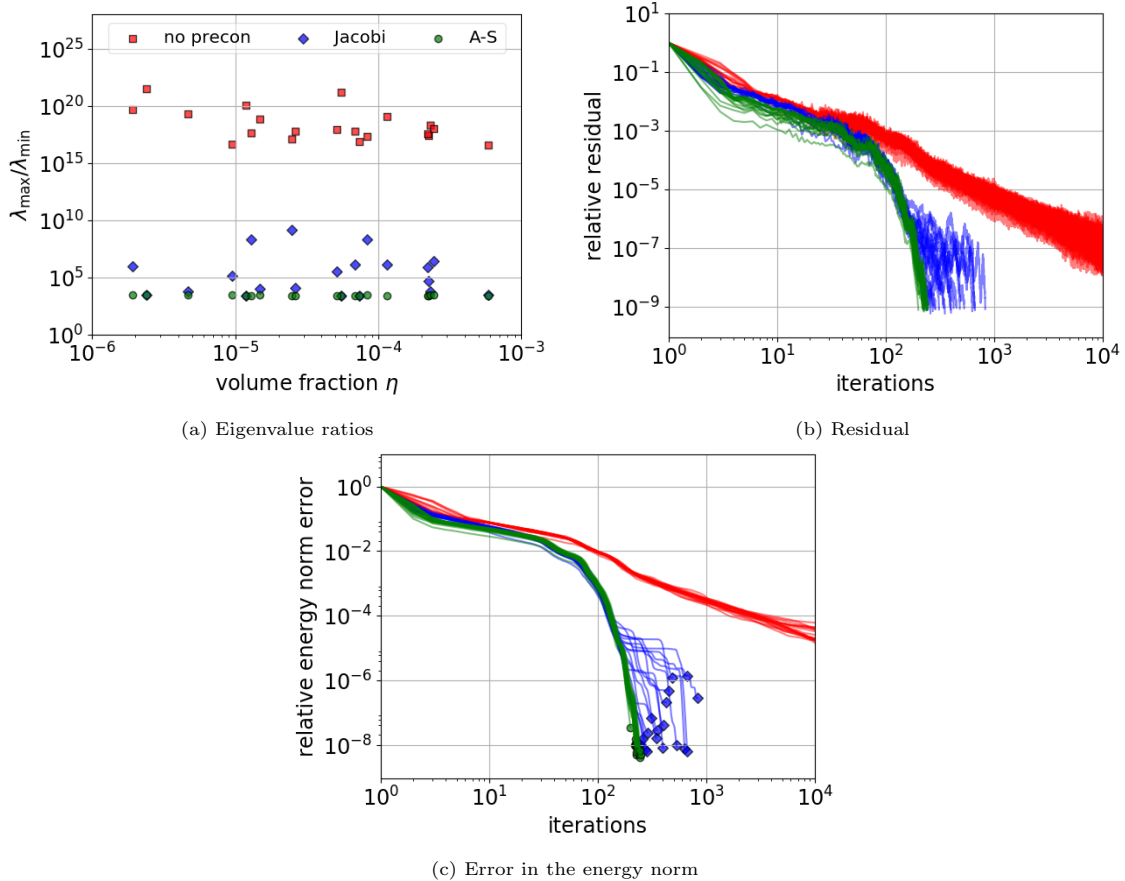 no precon Jacobi A-S
10^25
10^20
10^15
10^10
10^5
10^0
λmax/λmin
10^-6 10^-5 10^-4 10^-3
volume fraction η
(a) Eigenvalue ratios
10^1
10^-1
10^-3
10^-5
10^-7
10^-9
relative residual
10^0 10^1 10^2 10^3 10^4
iterations
(b) Residual
10^0
10^-2
10^-4
10^-6
10^-8
relative energy norm error
10^0 10^1 10^2 10^3 10^4
iterations
(c) Error in the energy norm